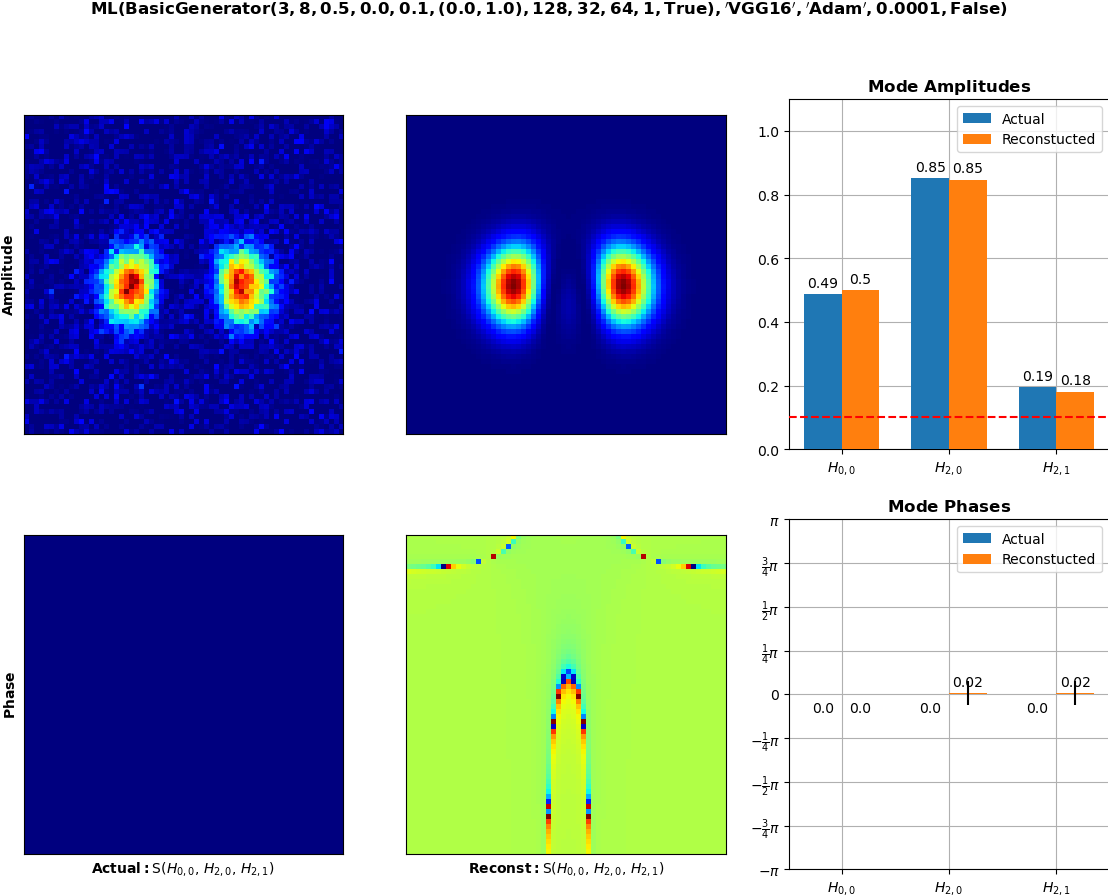 ML(BasicGenerator(3, 8, 0.5, 0.0, 0.1, (0.0, 1.0), 128, 32, 64, 1, True), ′VGG16′, ′Adam′, 0.0001, False)
Amplitude
Mode Amplitudes
Actual
Reconstucted
1.0
0.8
0.6
0.4
0.2
0.0
0.49
0.5
0.85
0.85
0.19
0.18
H0,0
H2,0
H2,1
Phase
Actual: S(H0,0, H2,0, H2,1)
Reconst: S(H0,0, H2,0, H2,1)
Mode Phases
Actual
Reconstucted
π
3/4π
1/2π
1/4π
0
−1/4π
−1/2π
−3/4π
−π
0.0
0.0
0.0
0.02
0.0
0.02
H0,0
H2,0
H2,1